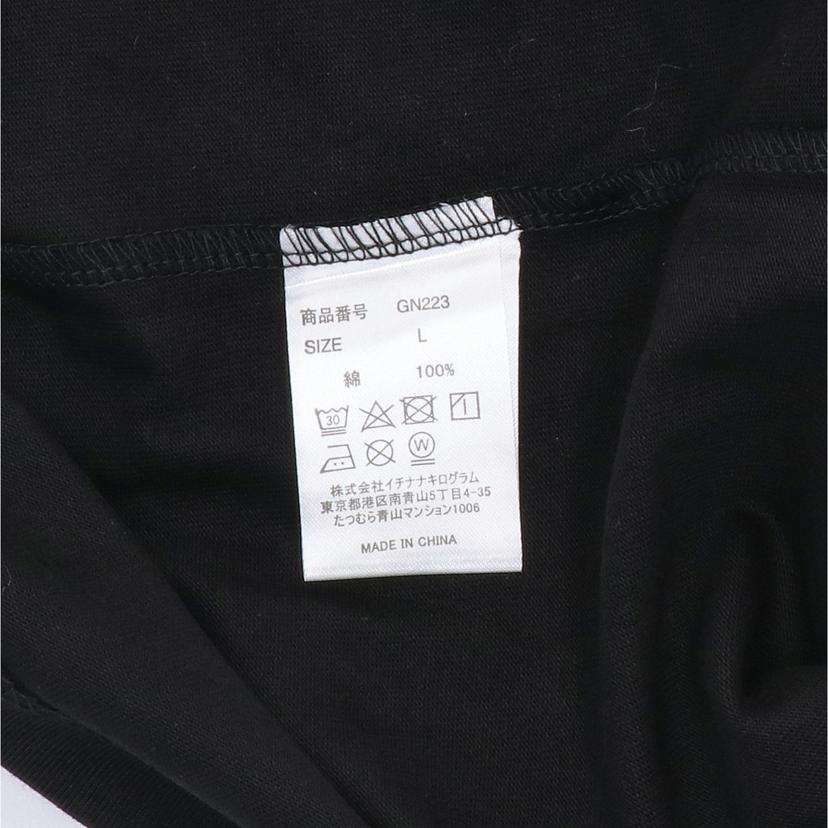 商品番号 GN223
SIZE L
綿 100%
30
W
株式会社イチナナキログラム
東京都港区南青山5丁目4-35
たつむら青山マンション1006
MADE IN CHINA